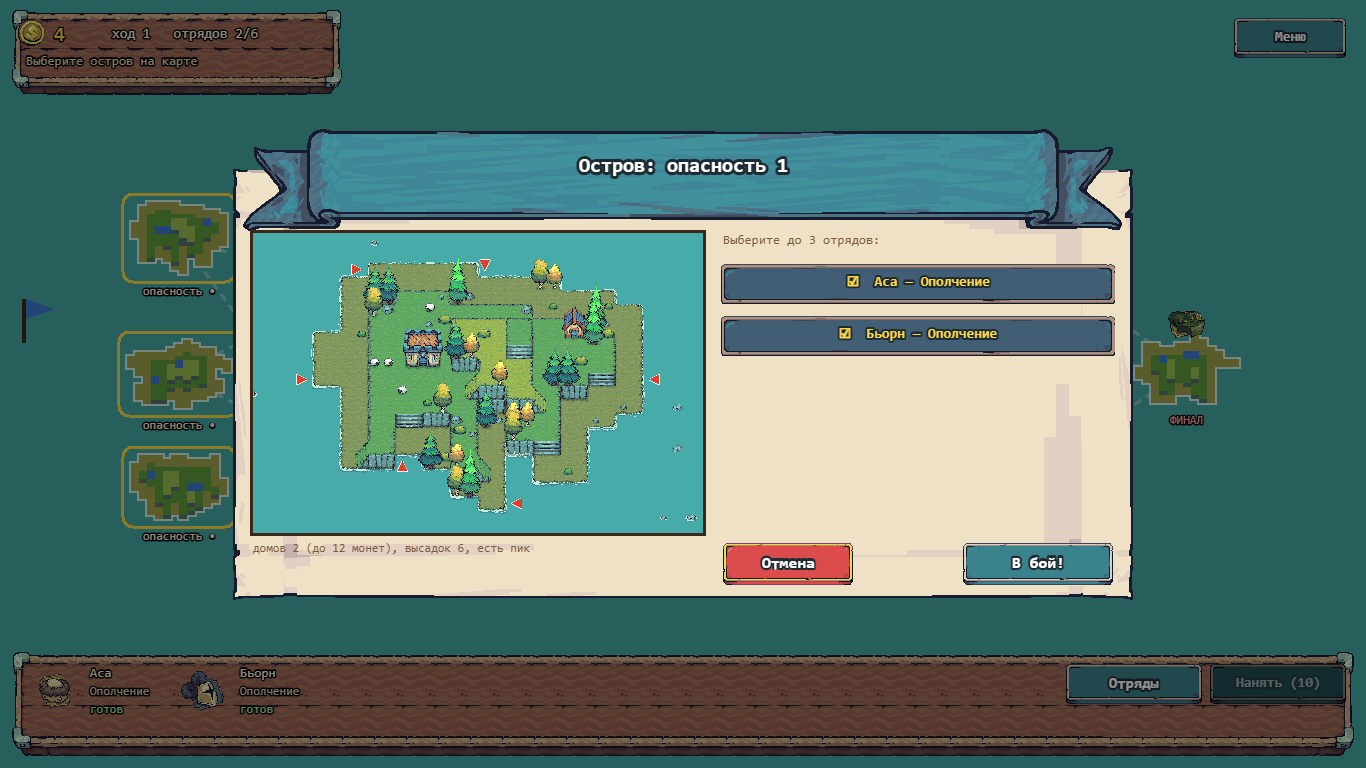 4 ход 1 отрядов 2/6
Выберите остров на карте
Меню
Остров: опасность 1
Выберите до 3 отрядов:
☑ Аса — Ополчение
☑ Бьорн — Ополчение
опасность •
опасность •
опасность •
ФИНАЛ
домов 2 (до 12 монет), высадок 6, есть пик
Отмена
В бой!
Аса
Ополчение
готов
Бьорн
Ополчение
готов
Отряды
Нанять (10)